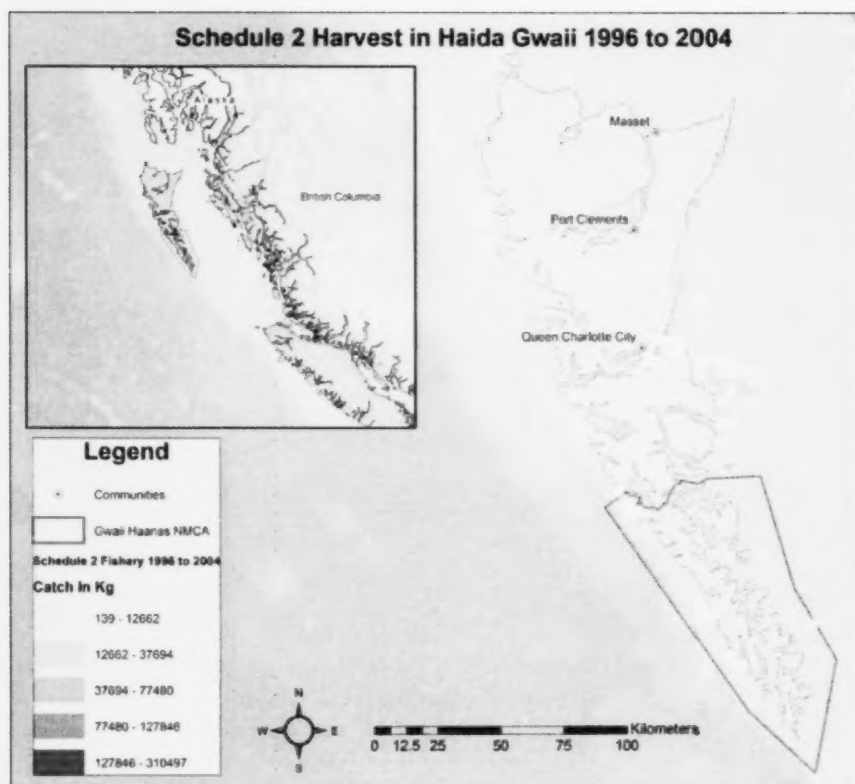 Schedule 2 Harvest in Haida Gwaii 1996 to 2004
Alaska
British Columbia
Masset
Port Clements
Queen Charlotte City
Legend
Communities
Gwaii Haanas NMCA
Schedule 2 Fishery 1996 to 2004
Catch in Kg
139 - 12662
12662 - 37694
37694 - 77480
77480 - 127846
127846 - 310497
N
W E
S
Kilometers
0 12.5 25 50 75 100